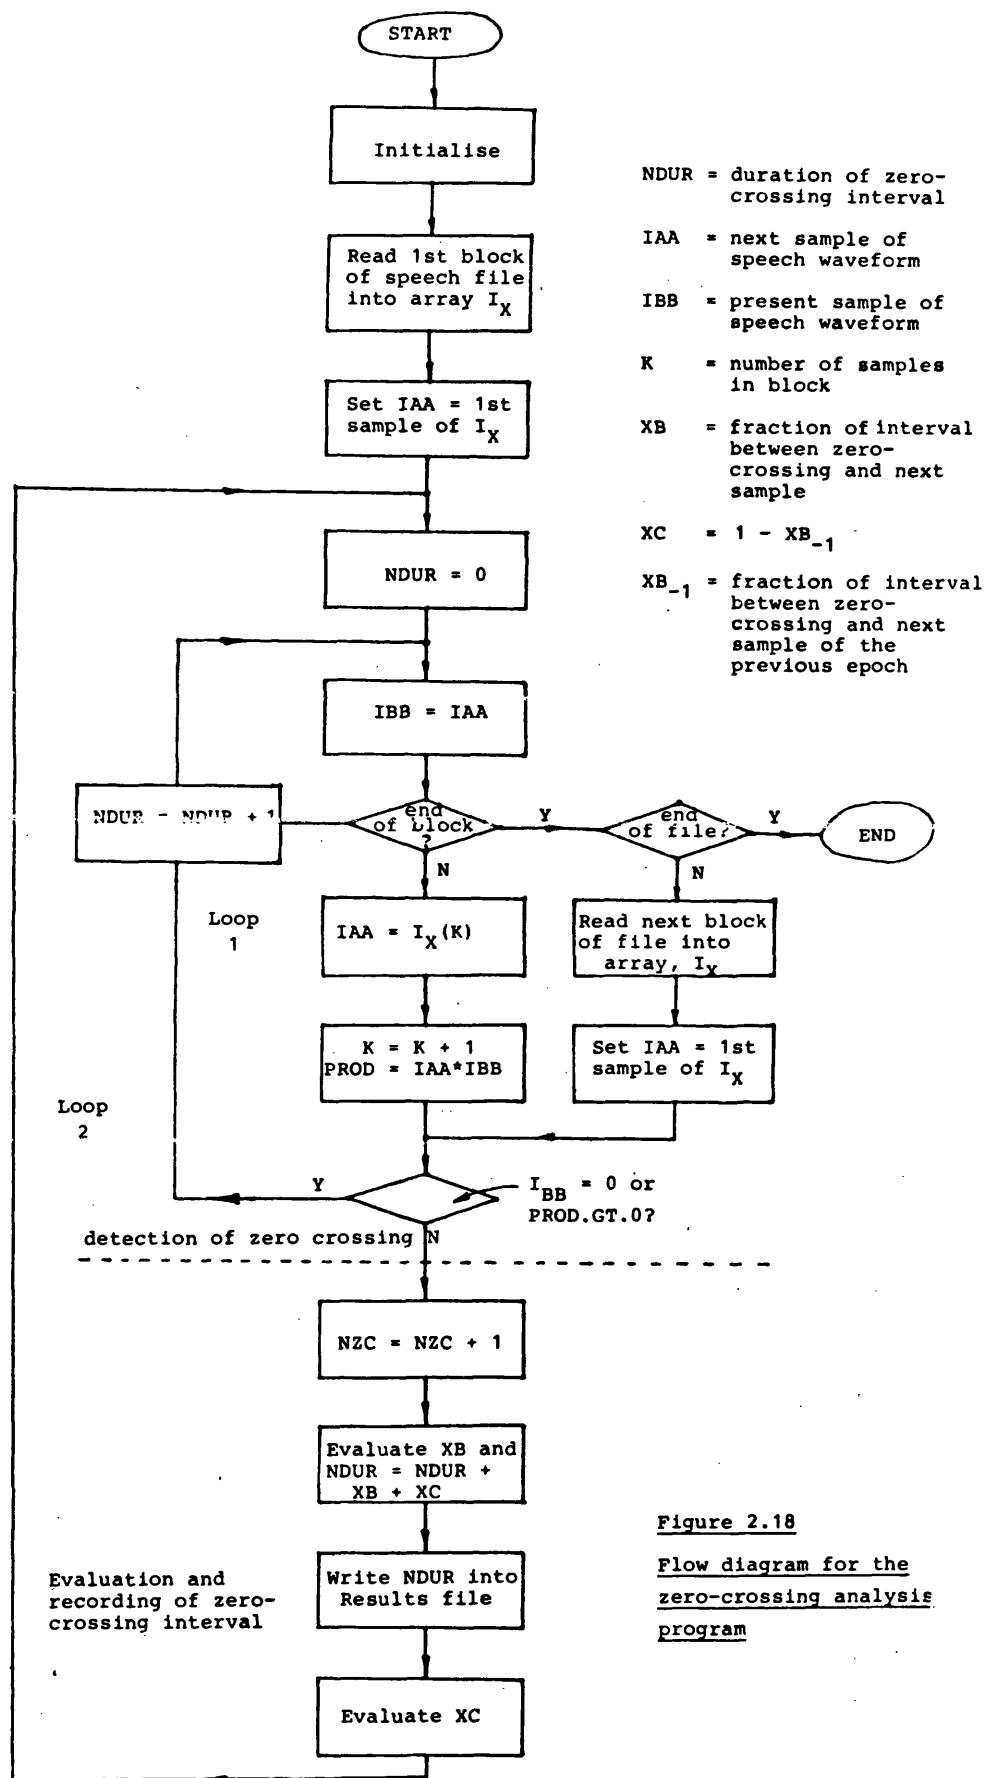 START
Initialise
Read 1st block
of speech file
into array I_X
Set IAA = 1st
sample of I_X
NDUR = 0
IBB = IAA
NDUR = NDUR + 1
end
of block
?
Y
end
of file?
Y
END
N
N
Loop
1
IAA = I_X(K)
Read next block
of file into
array, I_X
K = K + 1
PROD = IAA*IBB
Set IAA = 1st
sample of I_X
Loop
2
Y
I_BB = 0 or
PROD.GT.0?
detection of zero crossing
N
NZC = NZC + 1
Evaluate XB and
NDUR = NDUR +
XB + XC
Evaluation and
recording of zero-
crossing interval
Write NDUR into
Results file
Evaluate XC
NDUR = duration of zero-
crossing interval
IAA = next sample of
speech waveform
IBB = present sample of
speech waveform
K = number of samples
in block
XB = fraction of interval
between zero-
crossing and next
sample
XC = 1 - XB_-1
XB_-1 = fraction of interval
between zero-
crossing and next
sample of the
previous epoch
Figure 2.18
Flow diagram for the
zero-crossing analysis
program